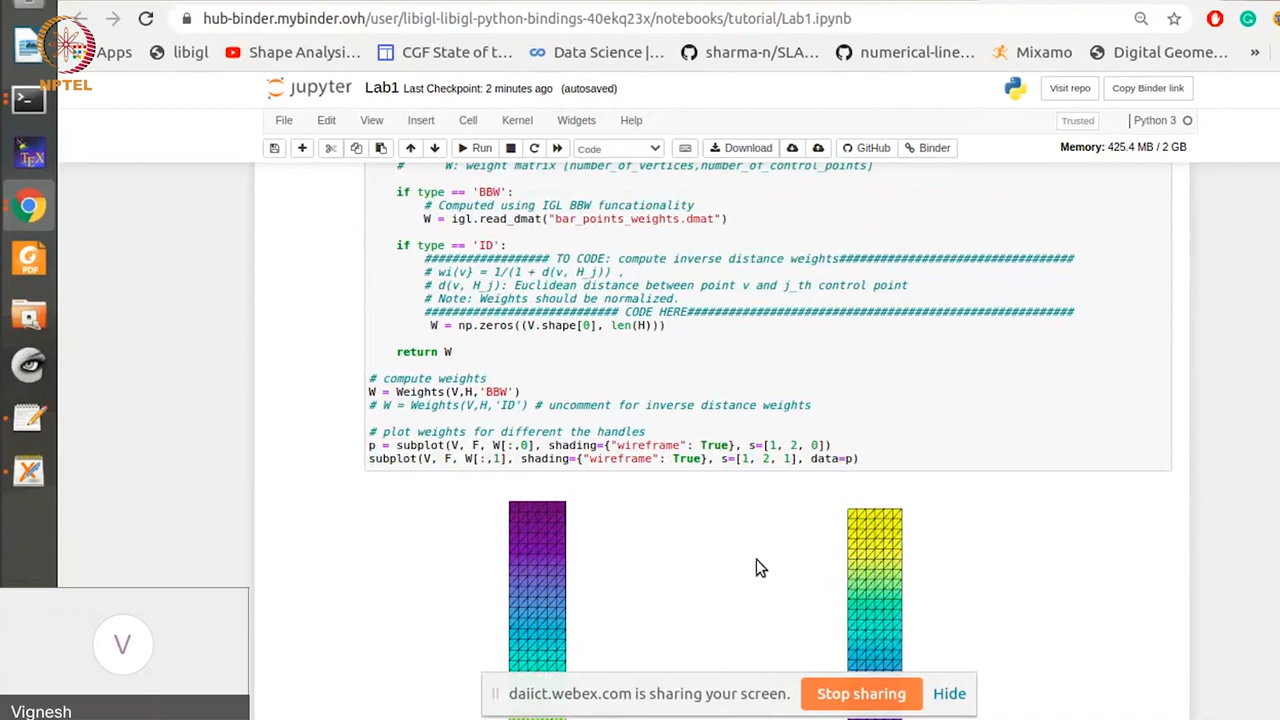 hub-binder.mybinder.ovh/user/libigl-libigl-python-bindings-40ekq23x/notebooks/tutorial/Lab1.ipynb
Apps libigl Shape Analysi... CGF State of t... Data Science |... sharma-n/SLA... numerical-line... Mixamo Digital Geome... »
NPTEL
jupyter Lab1 Last Checkpoint: 2 minutes ago (autosaved) Visit repo Copy Binder link
File Edit View Insert Cell Kernel Widgets Help Trusted Python 3
Run Code Download GitHub Binder Memory: 425.4 MB / 2 GB
# W: weight matrix [number_of_vertices,number_of_control_points]
if type == 'BBW':
# Computed using IGL BBW funcationality
W = igl.read_dmat("bar_points_weights.dmat")
if type == 'ID':
################## TO CODE: compute inverse distance weights##################################
# wi(v} = 1/(1 + d(v, H_j)) ,
# d(v, H_j): Euclidean distance between point v and j_th control point
# Note: Weights should be normalized.
############################ CODE HERE########################################################
W = np.zeros((V.shape[0], len(H)))
return W
# compute weights
W = Weights(V,H,'BBW')
# W = Weights(V,H,'ID') # uncomment for inverse distance weights
# plot weights for different the handles
p = subplot(V, F, W[:,0], shading={"wireframe": True}, s=[1, 2, 0])
subplot(V, F, W[:,1], shading={"wireframe": True}, s=[1, 2, 1], data=p)
V
Vignesh
daiict.webex.com is sharing your screen. Stop sharing Hide